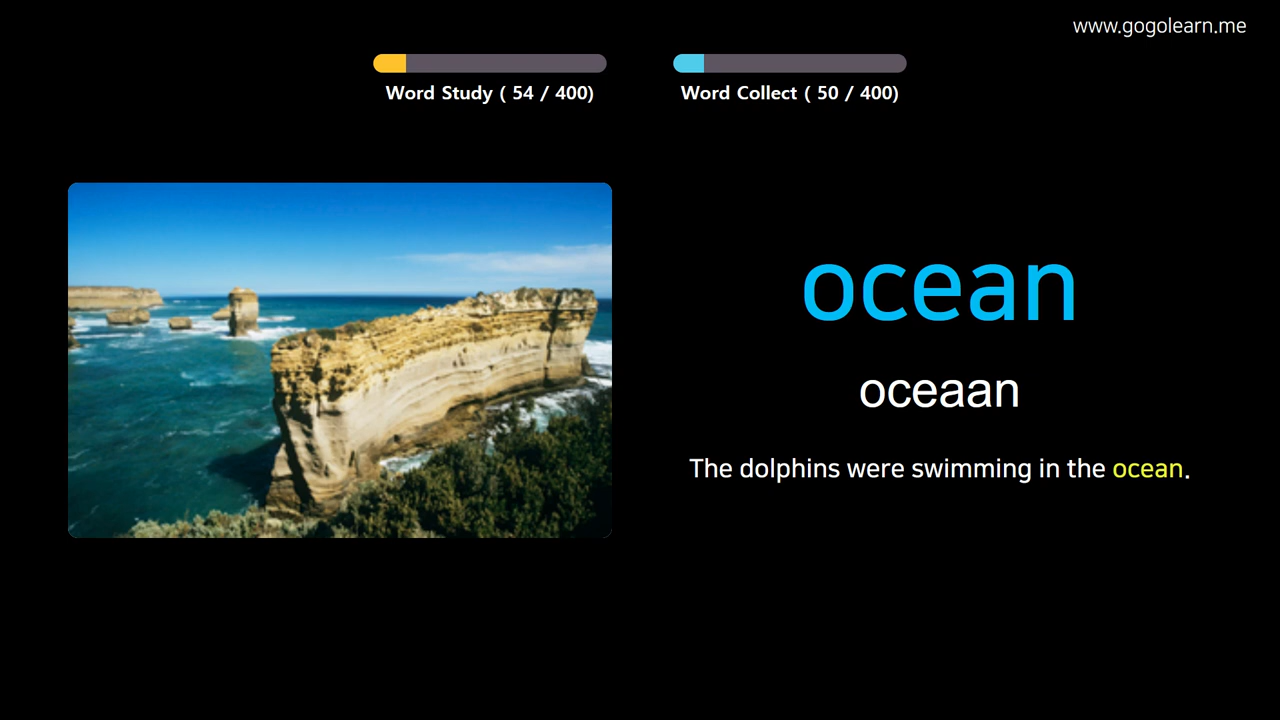 www.gogolearn.me
Word Study ( 54 / 400)
Word Collect ( 50 / 400)
ocean
oceaan
The dolphins were swimming in the ocean.